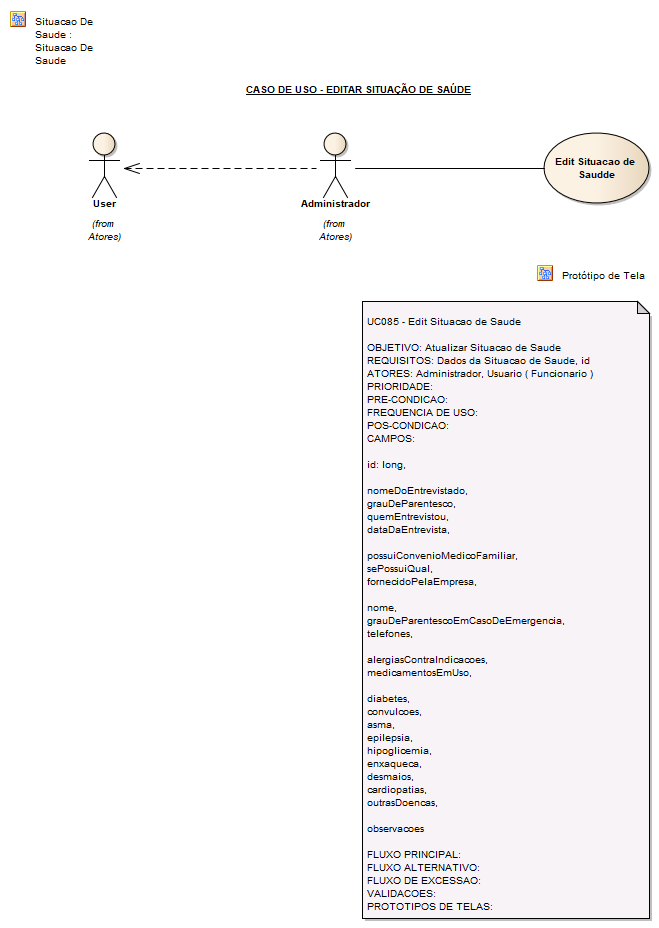 Situacao De
Saude :
Situacao De
Saude
CASO DE USO - EDITAR SITUAÇÃO DE SAÚDE
User
(from
Atores)
Administrador
(from
Atores)
Edit Situacao de
Saudde
Protótipo de Tela
UC085 - Edit Situacao de Saude
OBJETIVO: Atualizar Situacao de Saude
REQUISITOS: Dados da Situacao de Saude, id
ATORES: Administrador, Usuario ( Funcionario )
PRIORIDADE:
PRE-CONDICAO:
FREQUENCIA DE USO:
POS-CONDICAO:
CAMPOS:
id: long,
nomeDoEntrevistado,
grauDeParentesco,
quemEntrevistou,
dataDaEntrevista,
possuiConvenioMedicoFamiliar,
sePossuiQual,
fornecidoPelaEmpresa,
nome,
grauDeParentescoEmCasoDeEmergencia,
telefones,
alergiasContraIndicacoes,
medicamentosEmUso,
diabetes,
convulcoes,
asma,
epilepsia,
hipoglicemia,
enxaqueca,
desmaios,
cardiopatias,
outrasDoencas,
observacoes
FLUXO PRINCIPAL:
FLUXO ALTERNATIVO:
FLUXO DE EXCESSAO:
VALIDACOES:
PROTOTIPOS DE TELAS: